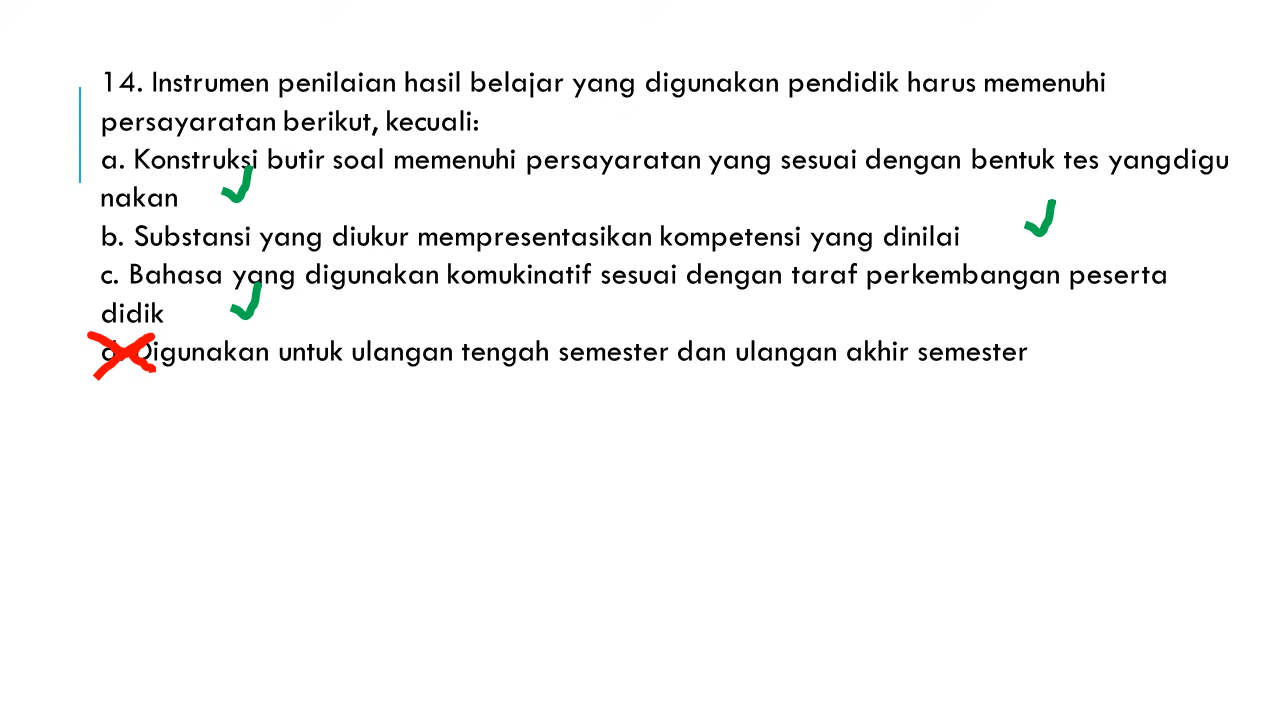 14. Instrumen penilaian hasil belajar yang digunakan pendidik harus memenuhi
persayaratan berikut, kecuali:
a. Konstruksi butir soal memenuhi persayaratan yang sesuai dengan bentuk tes yangdigu
nakan
b. Substansi yang diukur mempresentasikan kompetensi yang dinilai
c. Bahasa yang digunakan komukinatif sesuai dengan taraf perkembangan peserta
didik
d. Digunakan untuk ulangan tengah semester dan ulangan akhir semester